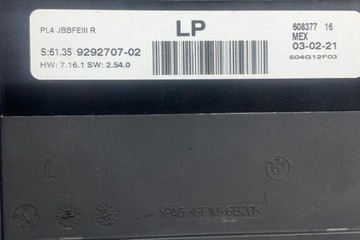 PL4 JBBFEIII R
LP
608377 16
MEX
S:61.35 9292707-02
03-02-21
HW: 7.16.1 SW: 2.54.0
504G12F03